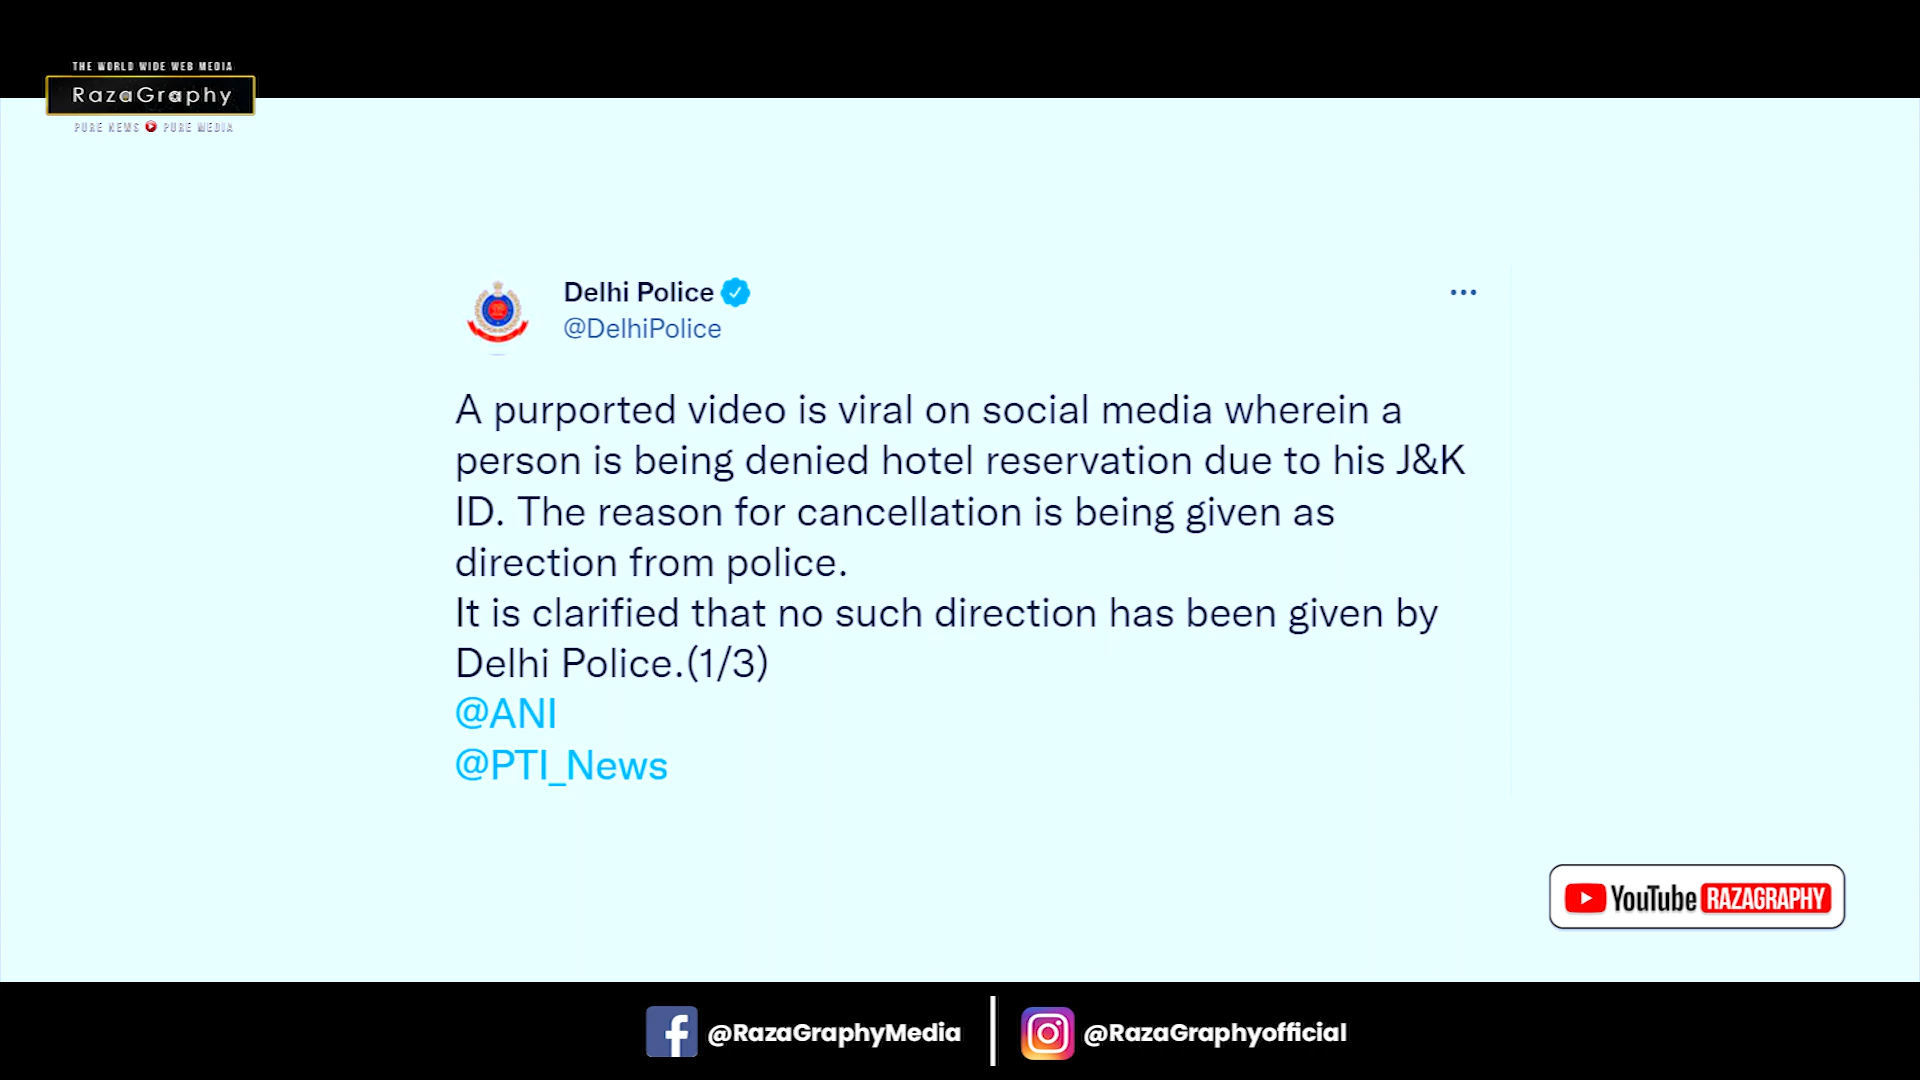 THE WORLD WIDE WEB MEDIA
RazaGraphy
PURE NEWS PURE MEDIA
Delhi Police
@DelhiPolice
A purported video is viral on social media wherein a
person is being denied hotel reservation due to his J&K
ID. The reason for cancellation is being given as
direction from police.
It is clarified that no such direction has been given by
Delhi Police.(1/3)
@ANI
@PTI_News
YouTube RAZAGRAPHY
@RazaGraphyMedia
@RazaGraphyofficial